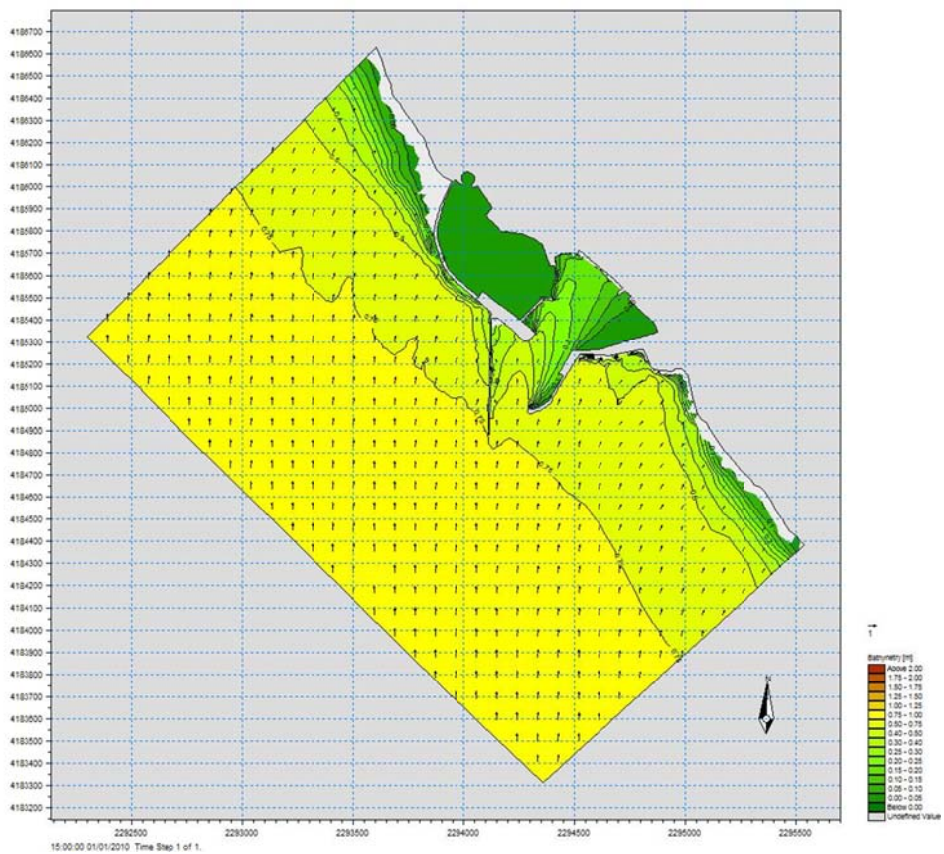 4186700
4186600
4186500
4186400
4186300
4186200
4186100
4186000
4185900
4185800
4185700
4185600
4185500
4185400
4185300
4185200
4185100
4185000
4184900
4184800
4184700
4184600
4184500
4184400
4184300
4184200
4184100
4184000
4183900
4183800
4183700
4183600
4183500
4183400
4183300
4183200
2292500 2293000 2293500 2294000 2294500 2295000 2295500
15:00:00 01/01/2010 Time Step 1 of 1.
1
N
Bathymetry [m]
Above 2.00
1.75 - 2.00
1.50 - 1.75
1.25 - 1.50
1.00 - 1.25
0.75 - 1.00
0.50 - 0.75
0.40 - 0.50
0.30 - 0.40
0.25 - 0.30
0.20 - 0.25
0.15 - 0.20
0.10 - 0.15
0.05 - 0.10
0.00 - 0.05
Below 0.00
Undefined Value